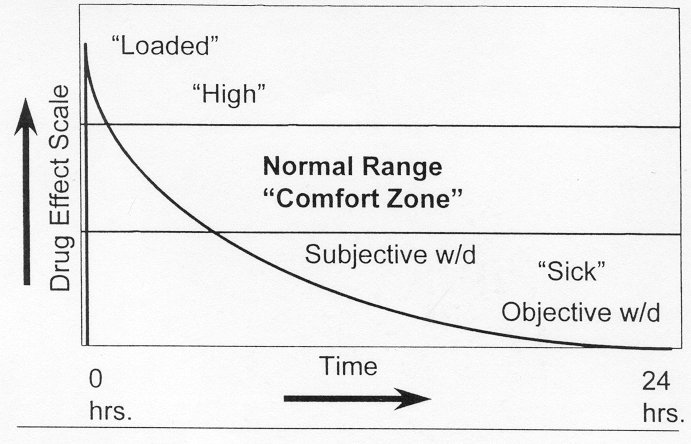 “Loaded”
“High”
Drug Effect Scale
Normal Range
“Comfort Zone”
Subjective w/d
“Sick”
Objective w/d
Time
0
hrs.
24
hrs.